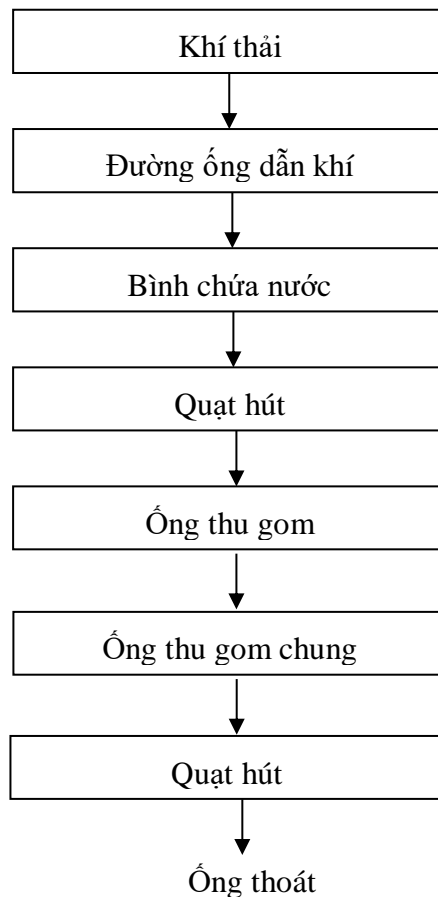 Khí thải
Đường ống dẫn khí
Bình chứa nước
Quạt hút
Ống thu gom
Ống thu gom chung
Quạt hút
Ống thoát